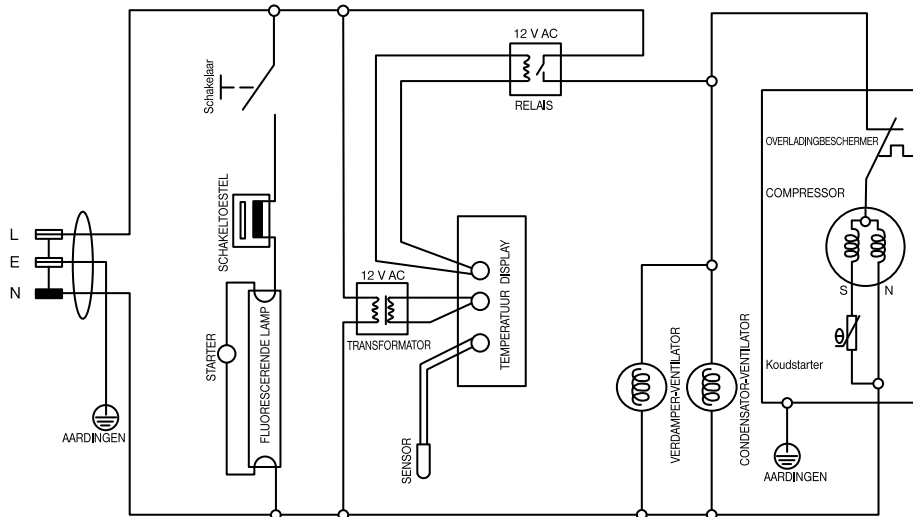 12 V AC
RELAIS
Schakelaar
OVERLADINGBESCHERMER
COMPRESSOR
SCHAKELTOESTEL
L
E
N
12 V AC
TRANSFORMATOR
TEMPERATUUR DISPLAY
S
N
STARTER
FLUORESCERENDE LAMP
θ
Koudstarter
VERDAMPER-VENTILATOR
CONDENSATOR-VENTILATOR
AARDINGEN
SENSOR
AARDINGEN